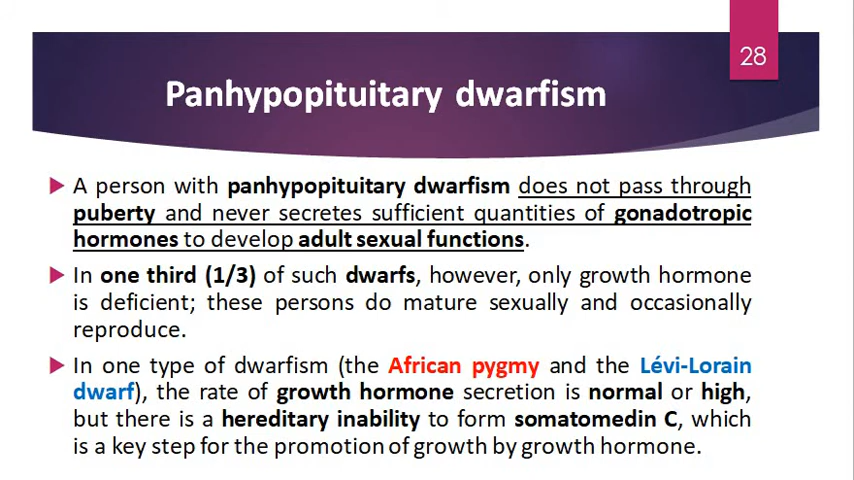 28
Panhypopituitary dwarfism
A person with panhypopituitary dwarfism does not pass through
puberty and never secretes sufficient quantities of gonadotropic
hormones to develop adult sexual functions.
In one third (1/3) of such dwarfs, however, only growth hormone
is deficient; these persons do mature sexually and occasionally
reproduce.
In one type of dwarfism (the African pygmy and the Lévi-Lorain
dwarf), the rate of growth hormone secretion is normal or high,
but there is a hereditary inability to form somatomedin C, which
is a key step for the promotion of growth by growth hormone.